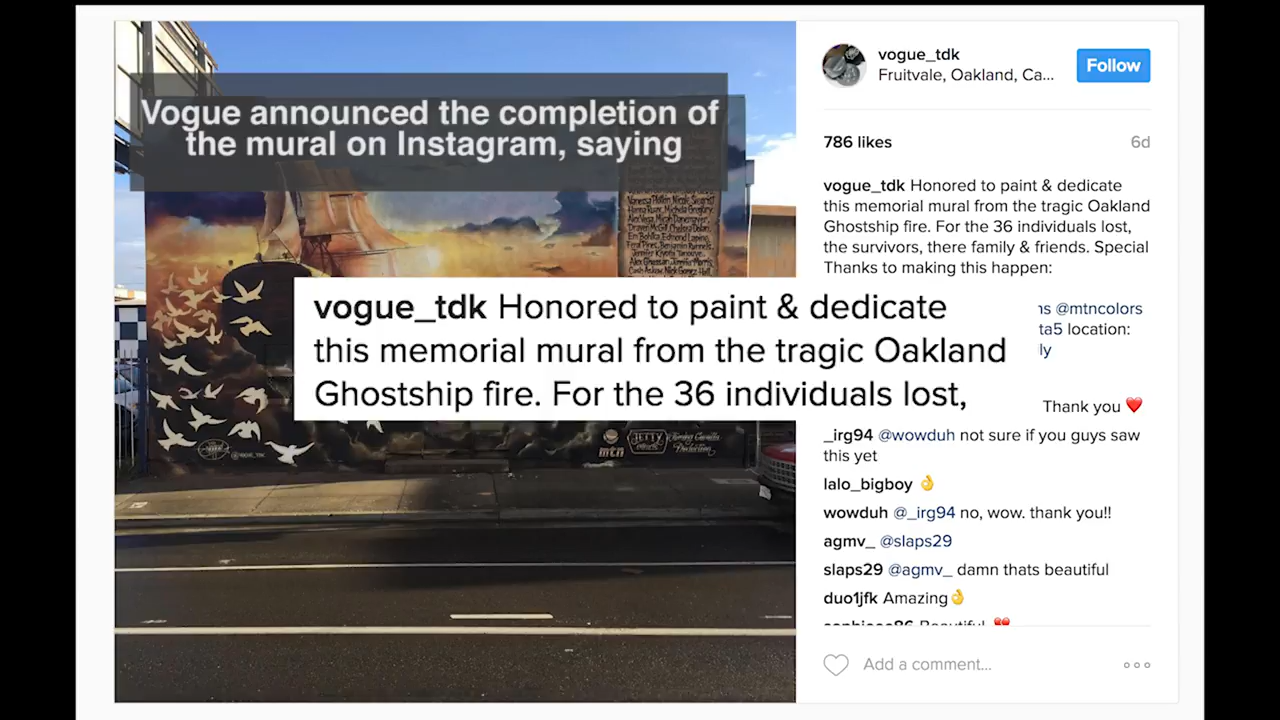 Vogue announced the completion of
the mural on Instagram, saying
vogue_tdk Honored to paint & dedicate
this memorial mural from the tragic Oakland
Ghostship fire. For the 36 individuals lost,
mtn
JETTY
vogue_tdk
Fruitvale, Oakland, Ca...
Follow
786 likes
6d
vogue_tdk Honored to paint & dedicate
this memorial mural from the tragic Oakland
Ghostship fire. For the 36 individuals lost,
the survivors, there family & friends. Special
Thanks to making this happen:
@mtncolors
location:
Thank you ❤️
_irg94 @wowduh not sure if you guys saw
this yet
lalo_bigboy 👌
wowduh @_irg94 no, wow. thank you!!
agmv_ @slaps29
slaps29 @agmv_ damn thats beautiful
duo1jfk Amazing👌
Add a comment...